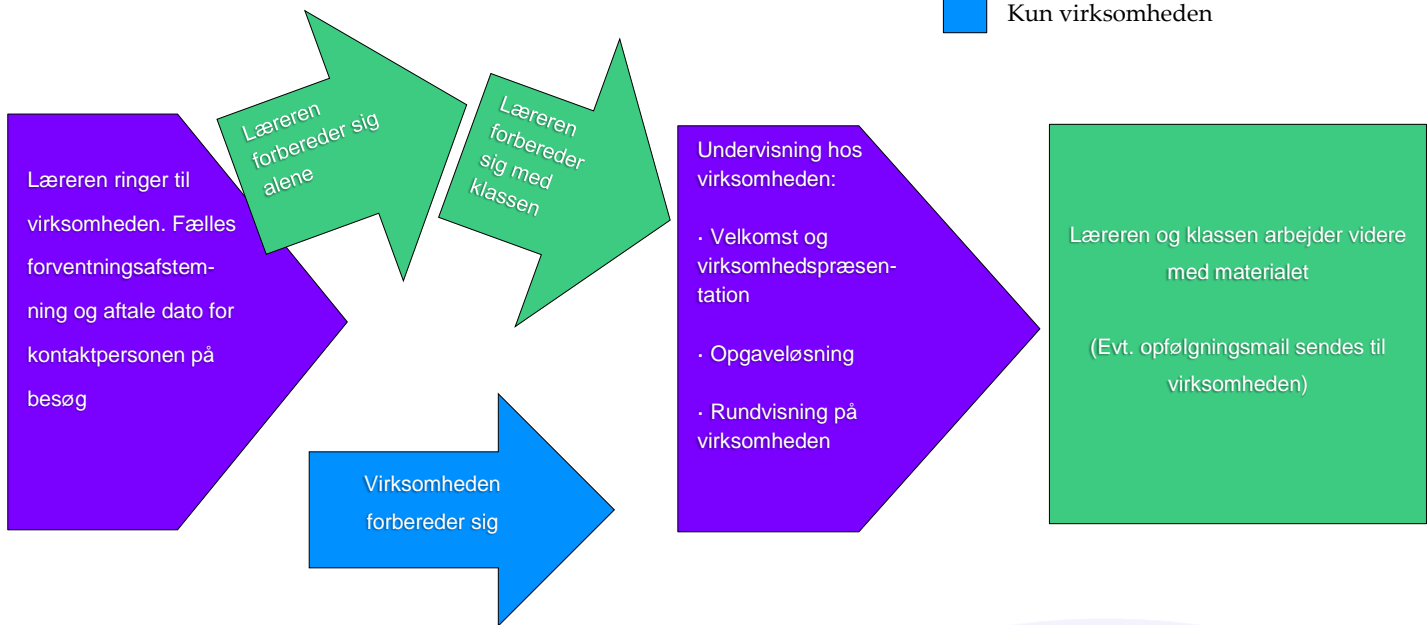 Kun virksomheden
Læreren ringer til
virksomheden. Fælles
forventningsafstem-
ning og aftale dato for
kontaktpersonen på
besøg
Læreren
forbereder sig
alene
Læreren
forbereder
sig med
klassen
Virksomheden
forbereder sig
Undervisning hos
virksomheden:
· Velkomst og
virksomhedspræsen-
tation
· Opgaveløsning
· Rundvisning på
virksomheden
Læreren og klassen arbejder videre
med materialet
(Evt. opfølgningsmail sendes til
virksomheden)